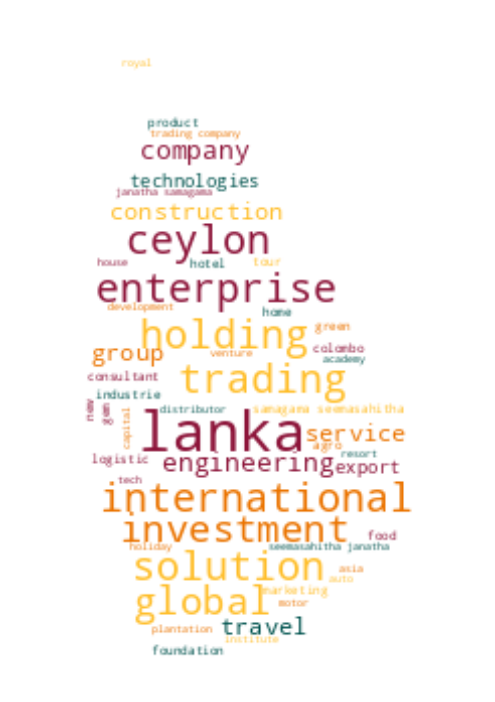 royal
product
trading company
company
technologies
janatha samagama
construction
ceylon
house hotel tour
enterprise
development
home
holding green
group venture colombo
academy
consultant trading
industrie
new gem capital distributor samagama seemasahitha
lanka service
agro
logistic engineering resort
export
tech
international
investment food
holiday seemasahitha janatha
solution asia
auto
global marketing
motor
plantation travel
institute
foundation